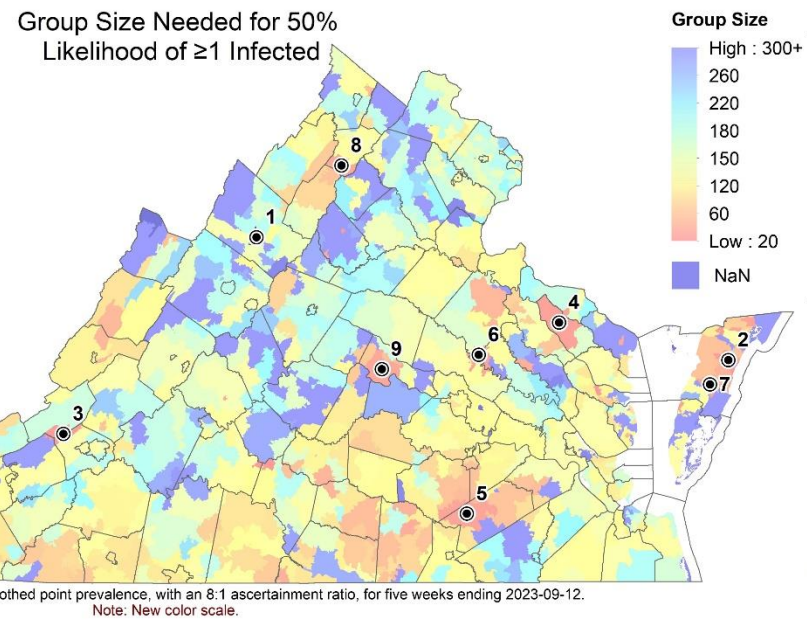 Group Size Needed for 50%
Likelihood of ≥1 Infected
Group Size
High : 300+
260
220
180
150
120
60
Low : 20
NaN
8
1
4
6
2
9
7
3
5
othed point prevalence, with an 8:1 ascertainment ratio, for five weeks ending 2023-09-12.
Note: New color scale.